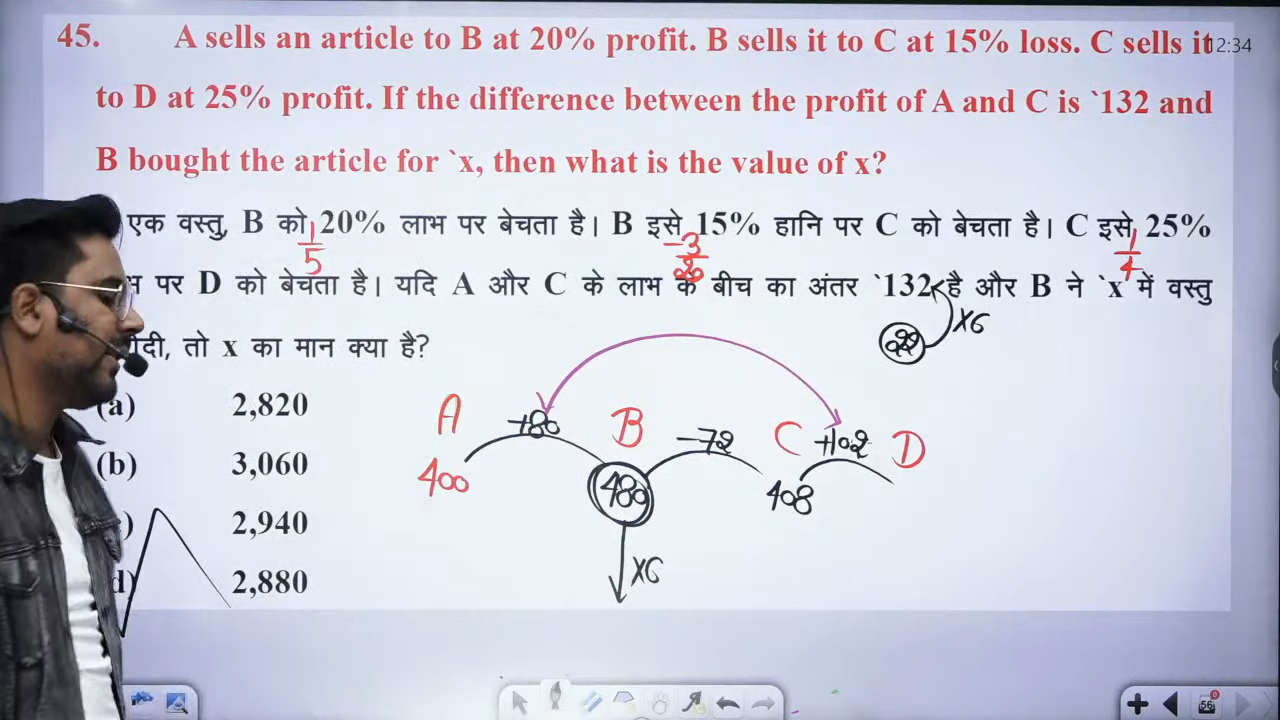 45. A sells an article to B at 20% profit. B sells it to C at 15% loss. C sells it
12:34
to D at 25% profit. If the difference between the profit of A and C is `132 and
B bought the article for `x, then what is the value of x?
एक वस्तु, B को 20% लाभ पर बेचता है। B इसे 15% हानि पर C को बेचता है। C इसे 25%
1/5
-3/20
1/4
पर D को बेचता है। यदि A और C के लाभ के बीच का अंतर `132 है और B ने `x में वस्तु
22
×6
तो x का मान क्या है?
(a) 2,820
A +80 B -72 C +102 D
(b) 3,060
400 480 408
2,940
×6
d) 2,880
56